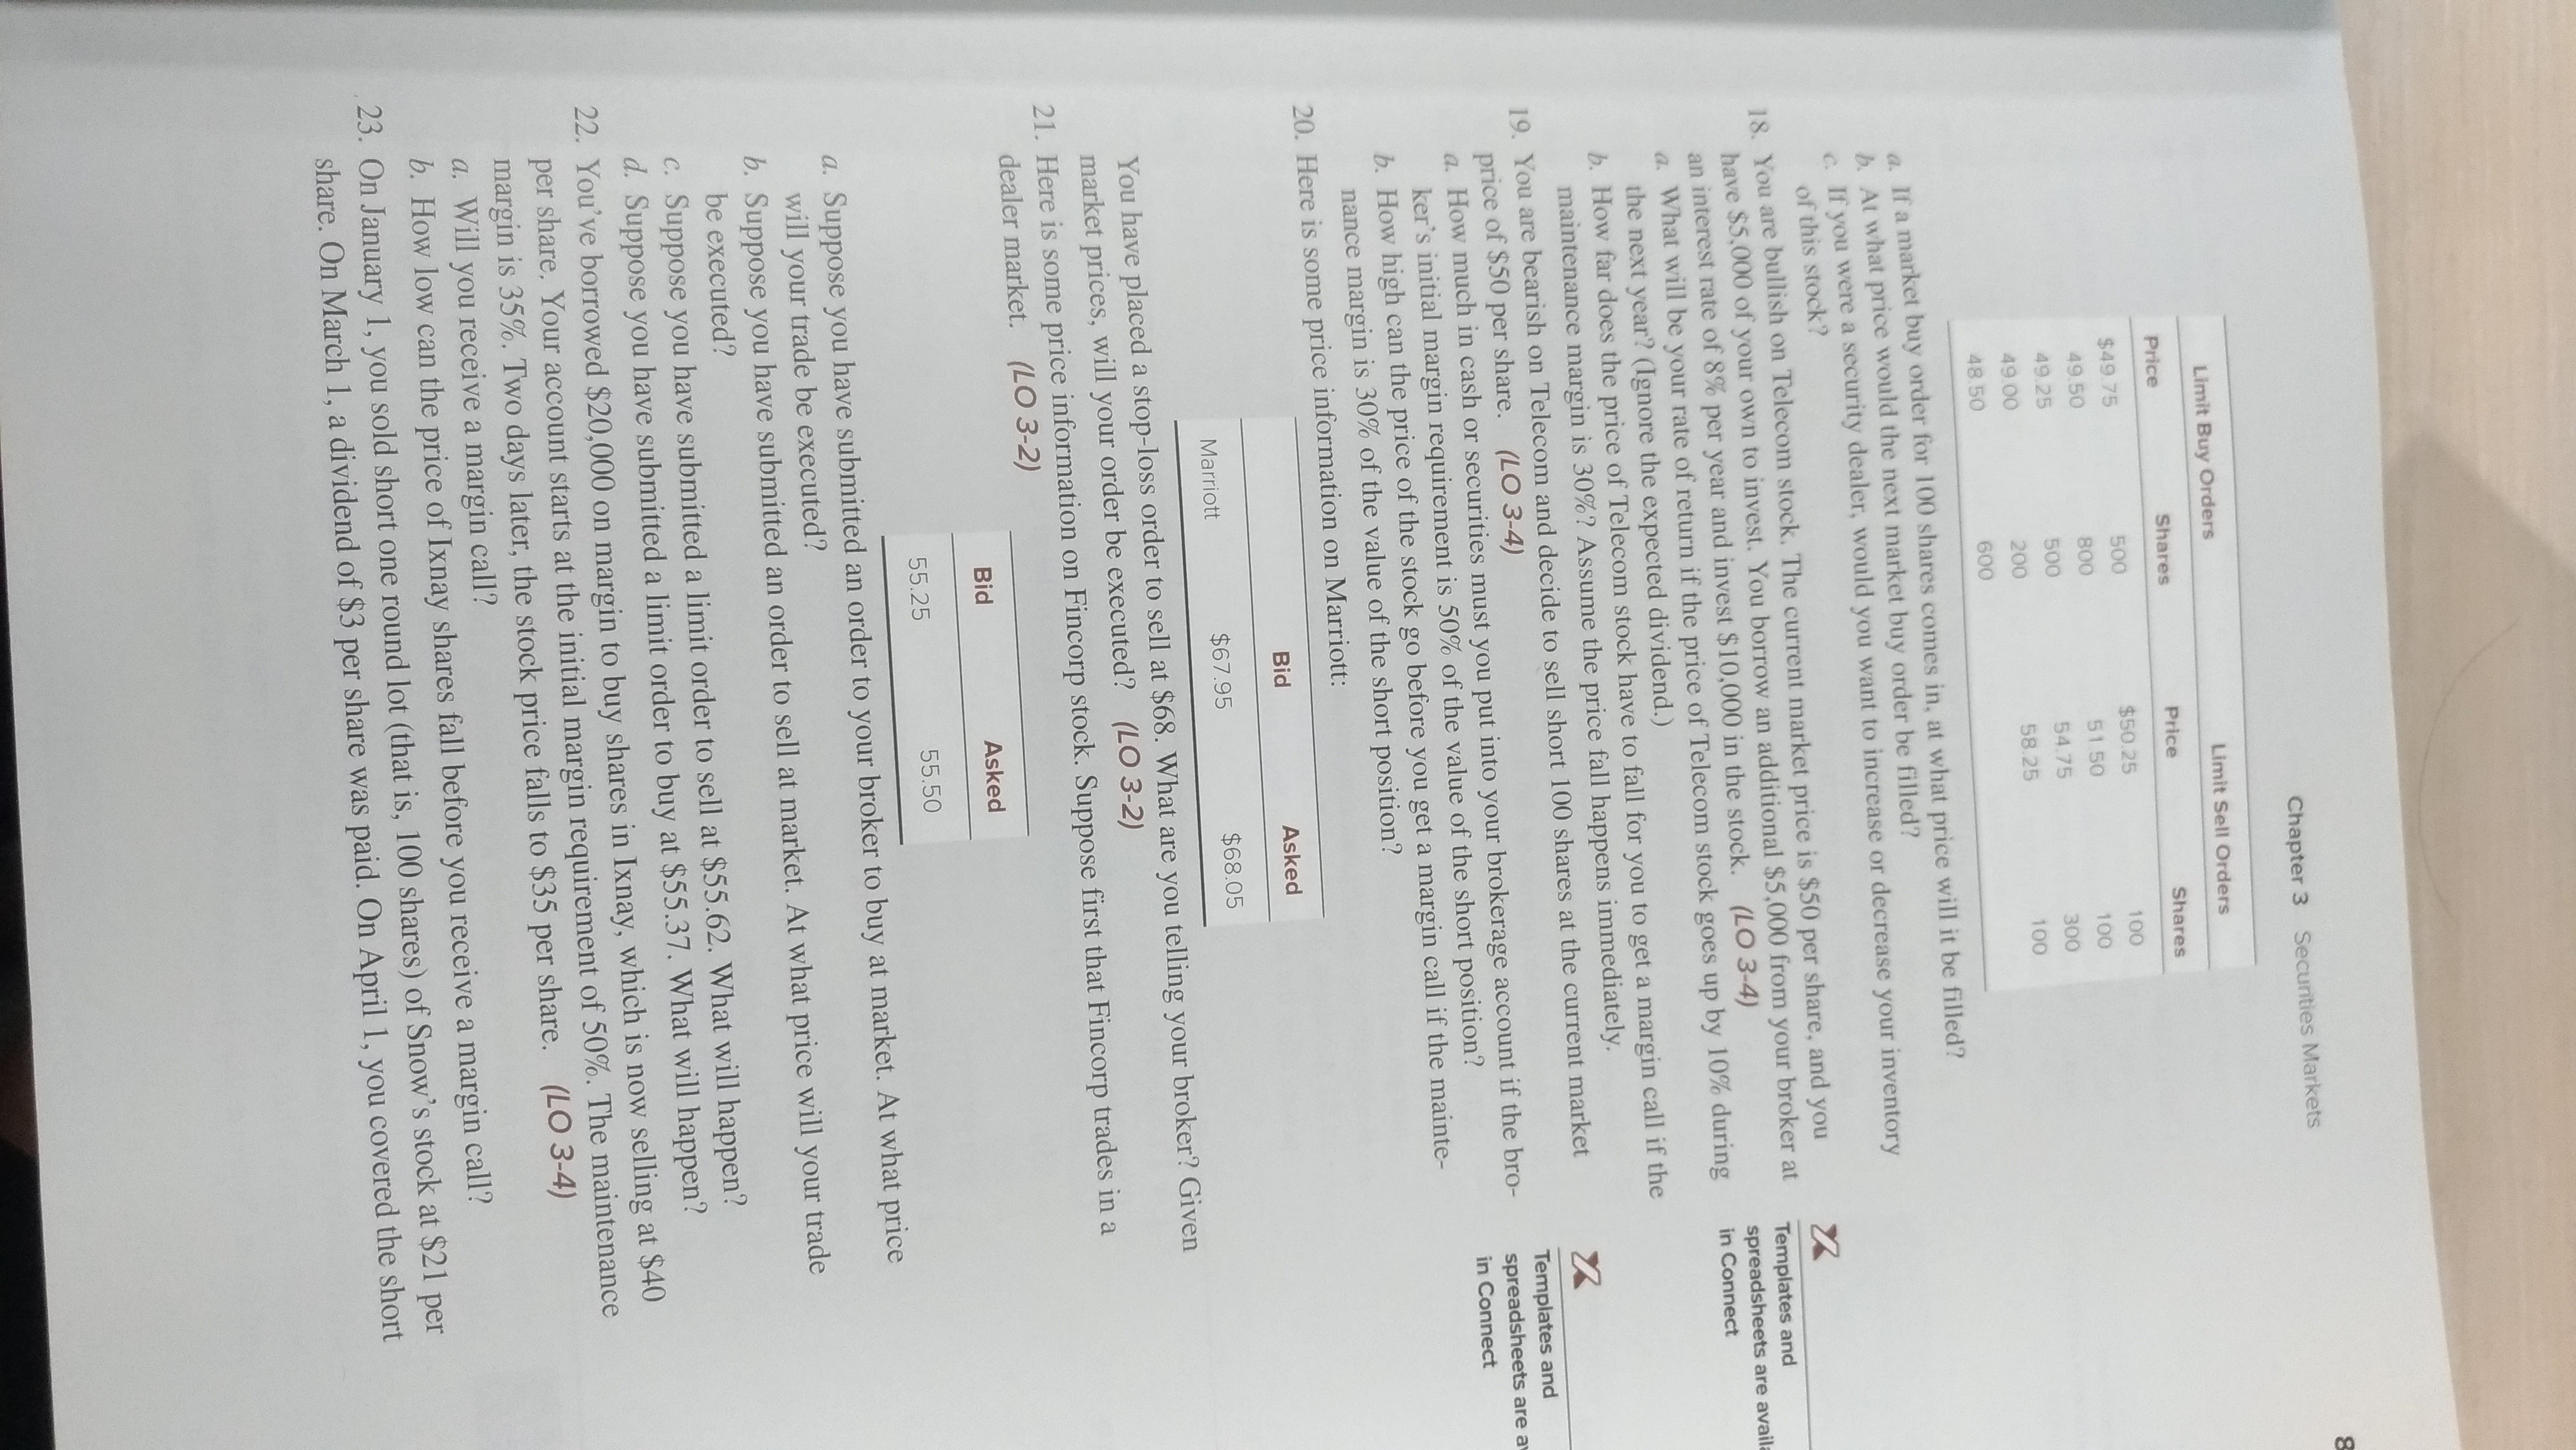 8
Chapter 3 Securities Markets
Limit Buy Orders Limit Sell Orders
Price Shares Price Shares
$49.75 500 $50.25 100
49.50 800 51.50 100
49.25 500 54.75 300
49.00 200 58.25 100
48.50 600
a. If a market buy order for 100 shares comes in, at what price will it be filled?
b. At what price would the next market buy order be filled?
c. If you were a security dealer, would you want to increase or decrease your inventory
of this stock?
18. You are bullish on Telecom stock. The current market price is $50 per share, and you
have $5,000 of your own to invest. You borrow an additional $5,000 from your broker at
an interest rate of 8% per year and invest $10,000 in the stock. (LO 3-4)
a. What will be your rate of return if the price of Telecom stock goes up by 10% during
the next year? (Ignore the expected dividend.)
b. How far does the price of Telecom stock have to fall for you to get a margin call if the
maintenance margin is 30%? Assume the price fall happens immediately.
Templates and
spreadsheets are avail
in Connect
19. You are bearish on Telecom and decide to sell short 100 shares at the current market
price of $50 per share. (LO 3-4)
a. How much in cash or securities must you put into your brokerage account if the bro-
ker's initial margin requirement is 50% of the value of the short position?
b. How high can the price of the stock go before you get a margin call if the mainte-
nance margin is 30% of the value of the short position?
Templates and
spreadsheets are a
in Connect
20. Here is some price information on Marriott:
Bid Asked
Marriott $67.95 $68.05
You have placed a stop-loss order to sell at $68. What are you telling your broker? Given
market prices, will your order be executed? (LO 3-2)
21. Here is some price information on Fincorp stock. Suppose first that Fincorp trades in a
dealer market. (LO 3-2)
Bid Asked
55.25 55.50
a. Suppose you have submitted an order to your broker to buy at market. At what price
will your trade be executed?
b. Suppose you have submitted an order to sell at market. At what price will your trade
be executed?
c. Suppose you have submitted a limit order to sell at $55.62. What will happen?
d. Suppose you have submitted a limit order to buy at $55.37. What will happen?
22. You've borrowed $20,000 on margin to buy shares in Ixnay, which is now selling at $40
per share. Your account starts at the initial margin requirement of 50%. The maintenance
margin is 35%. Two days later, the stock price falls to $35 per share. (LO 3-4)
a. Will you receive a margin call?
b. How low can the price of Ixnay shares fall before you receive a margin call?
23. On January 1, you sold short one round lot (that is, 100 shares) of Snow's stock at $21 per
share. On March 1, a dividend of $3 per share was paid. On April 1, you covered the short